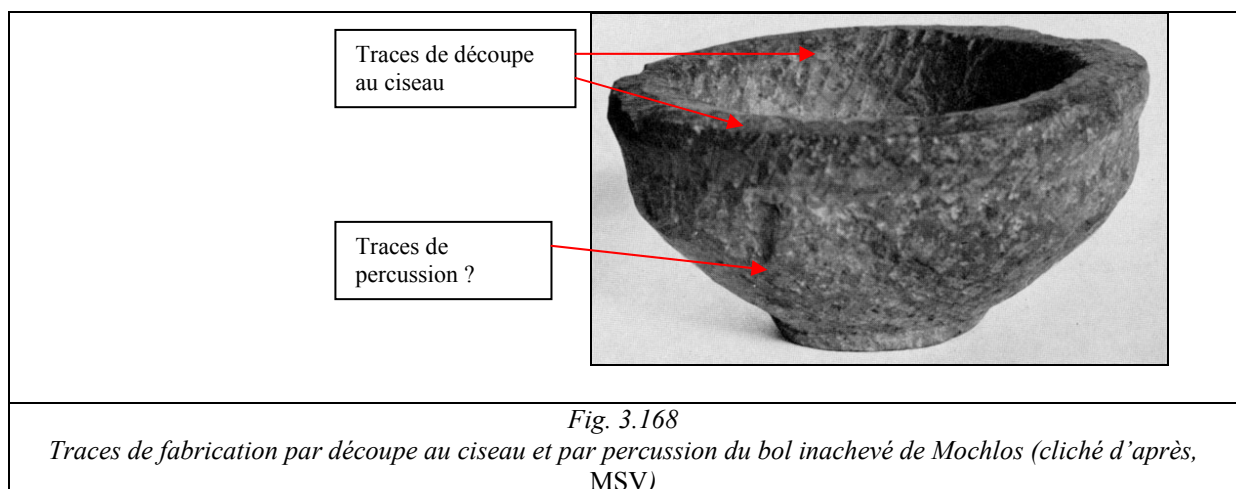 Traces de découpe
au ciseau
Traces de
percussion ?
Fig. 3.168
Traces de fabrication par découpe au ciseau et par percussion du bol inachevé de Mochlos (cliché d’après,
MSV)